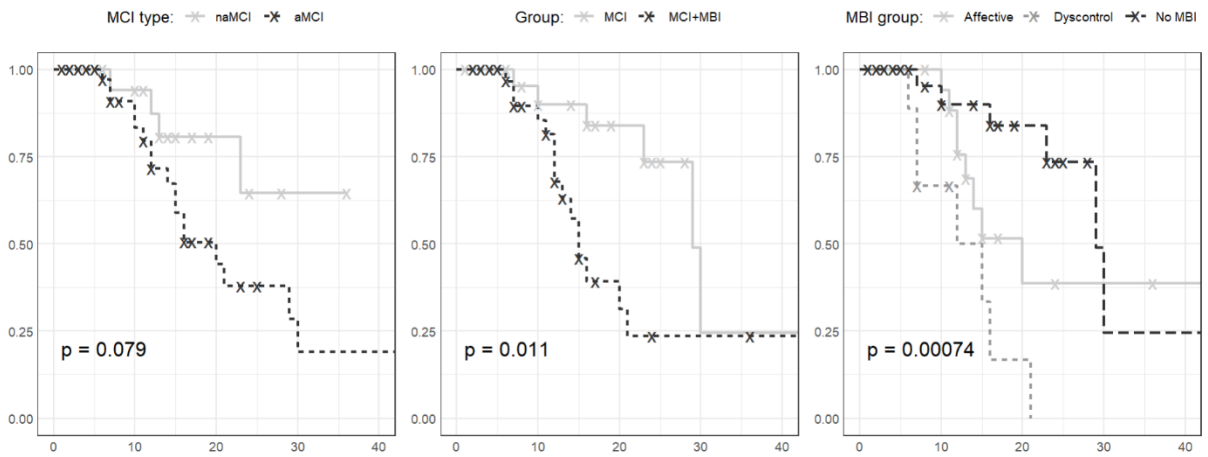 MCI type: naMCI aMCI
1.00
0.75
0.50
0.25
0.00
p = 0.079
0 10 20 30 40
Group: MCI MCI+MBI
1.00
0.75
0.50
0.25
0.00
p = 0.011
0 10 20 30 40
MBI group: Affective Dyscontrol No MBI
1.00
0.75
0.50
0.25
0.00
p = 0.00074
0 10 20 30 40